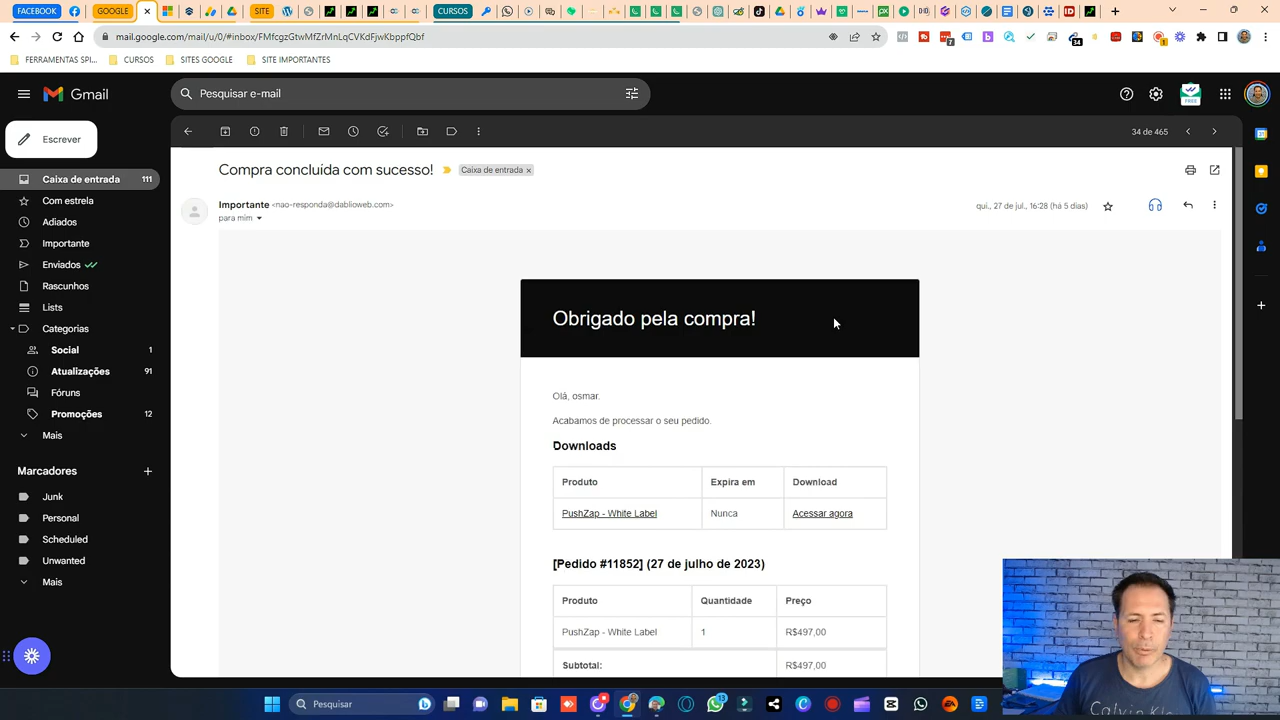 FACEBOOK
GOOGLE
SITE
CURSOS
mail.google.com/mail/u/0/#inbox/FMfcgzGtwMfZrMnLqCVKdFjwKbppfQbf
FERRAMENTAS SPI...
CURSOS
SITES GOOGLE
SITE IMPORTANTES
Gmail
Pesquisar e-mail
FREE
Escrever
34 de 465
Caixa de entrada 111
Com estrela
Adiados
Importante
Enviados
Rascunhos
Lists
Categorias
Social 1
Atualizações 91
Fóruns
Promoções 12
Mais
Marcadores
Junk
Personal
Scheduled
Unwanted
Mais
Compra concluída com sucesso!
Caixa de entrada ×
Importante <nao-responda@dablioweb.com>
para mim
qui., 27 de jul., 16:28 (há 5 dias)
Obrigado pela compra!
Olá, osmar.
Acabamos de processar o seu pedido.
Downloads
Produto Expira em Download
PushZap - White Label Nunca Acessar agora
[Pedido #11852] (27 de julho de 2023)
Produto Quantidade Preço
PushZap - White Label 1 R$497,00
Subtotal: R$497,00
Calvin Kle
Pesquisar